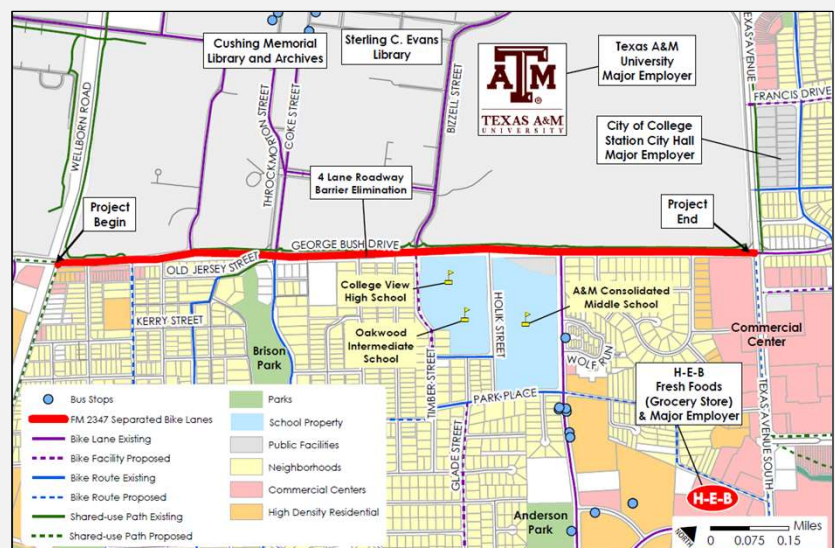 Cushing Memorial
Library and Archives
Sterling C. Evans
Library
Texas A&M
University
Major Employer
ATM
®
TEXAS A&M
UNIVERSITY
TEXAS AVENUE
FRANCIS DRIVE
City of College
Station City Hall
Major Employer
WELLBORN ROAD
THROCKMORTON STREET
COKE STREET
BIZZELL STREET
4 Lane Roadway
Barrier Elimination
Project
Begin
Project
End
GEORGE BUSH DRIVE
OLD JERSEY STREET
College View
High School
A&M Consolidated
Middle School
KERRY STREET
HOLIK STREET
Oakwood
Intermediate
School
Commercial
Center
Brison
Park
TIMBER STREET
WOLF RUN
H-E-B
Fresh Foods
(Grocery Store)
& Major Employer
PARK PLACE
GLADE STREET
TEXAS AVENUE SOUTH
H-E-B
Anderson
Park
Bus Stops
FM 2347 Separated Bike Lanes
Bike Lane Existing
Bike Facility Proposed
Bike Route Existing
Bike Route Proposed
Shared-use Path Existing
Shared-use Path Proposed
Parks
School Property
Public Facilities
Neighborhoods
Commercial Centers
High Density Residential
NORTH
Miles
0 0.075 0.15